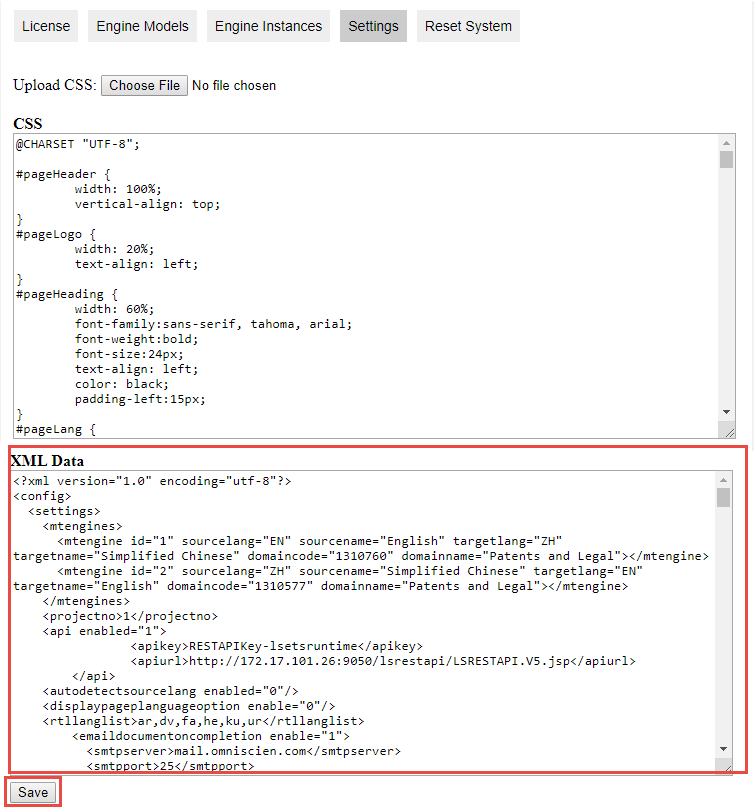 License Engine Models Engine Instances Settings Reset System
Upload CSS: Choose File No file chosen
CSS
@CHARSET "UTF-8";
#pageHeader {
width: 100%;
vertical-align: top;
}
#pageLogo {
width: 20%;
text-align: left;
}
#pageHeading {
width: 60%;
font-family:sans-serif, tahoma, arial;
font-weight:bold;
font-size:24px;
text-align: left;
color: black;
padding-left:15px;
}
#pageLang {
XML Data
<?xml version="1.0" encoding="utf-8"?>
<config>
<settings>
<mtengines>
<mtengine id="1" sourcelang="EN" sourcename="English" targetlang="ZH"
targetname="Simplified Chinese" domaincode="1310760" domainname="Patents and Legal"></mtengine>
<mtengine id="2" sourcelang="ZH" sourcename="Simplified Chinese" targetlang="EN"
targetname="English" domaincode="1310577" domainname="Patents and Legal"></mtengine>
</mtengines>
<projectno>1</projectno>
<api enabled="1">
<apikey>RESTAPIKey-lsetsruntime</apikey>
<apiurl>http://172.17.101.26:9050/lsrestapi/LSRESTAPI.V5.jsp</apiurl>
</api>
<autodetectsourcelang enabled="0"/>
<displaypageplanguageoption enable="0"/>
<rtllanglist>ar,dv,fa,he,ku,ur</rtllanglist>
<emaildocumentoncompletion enable="1">
<smtpserver>mail.omniscien.com</smtpserver>
<smtpport>25</smtpport>
Save